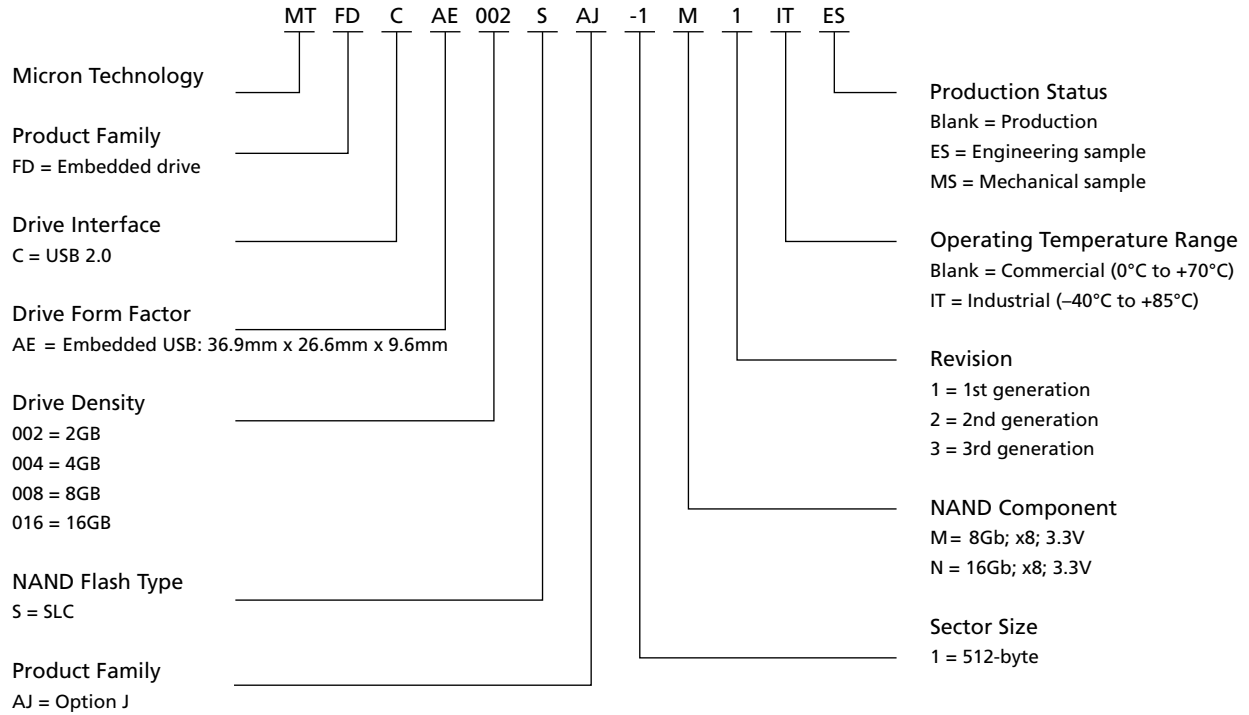 MT FD C AE 002 S AJ -1 M 1 IT ES
Micron Technology
Product Family
FD = Embedded drive
Drive Interface
C = USB 2.0
Drive Form Factor
AE = Embedded USB: 36.9mm x 26.6mm x 9.6mm
Drive Density
002 = 2GB
004 = 4GB
008 = 8GB
016 = 16GB
NAND Flash Type
S = SLC
Product Family
AJ = Option J
Production Status
Blank = Production
ES = Engineering sample
MS = Mechanical sample
Operating Temperature Range
Blank = Commercial (0°C to +70°C)
IT = Industrial (–40°C to +85°C)
Revision
1 = 1st generation
2 = 2nd generation
3 = 3rd generation
NAND Component
M= 8Gb; x8; 3.3V
N = 16Gb; x8; 3.3V
Sector Size
1 = 512-byte